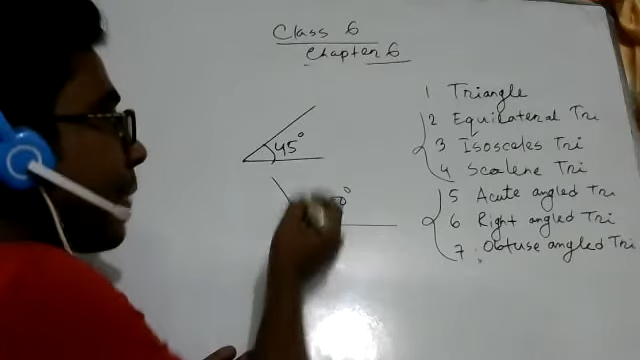 Class 6
Chapter 6
45°
1 Triangle
2 Equilateral Tri
3 Isosceles Tri
4 Scalene Tri
5 Acute angled Tri
6 Right angled Tri
7. Obtuse angled Tri